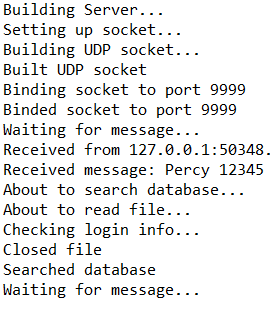 Building Server...
Setting up socket...
Building UDP socket...
Built UDP socket
Binding socket to port 9999
Binded socket to port 9999
Waiting for message...
Received from 127.0.0.1:50348.
Received message: Percy 12345
About to search database...
About to read file...
Checking login info...
Closed file
Searched database
Waiting for message...